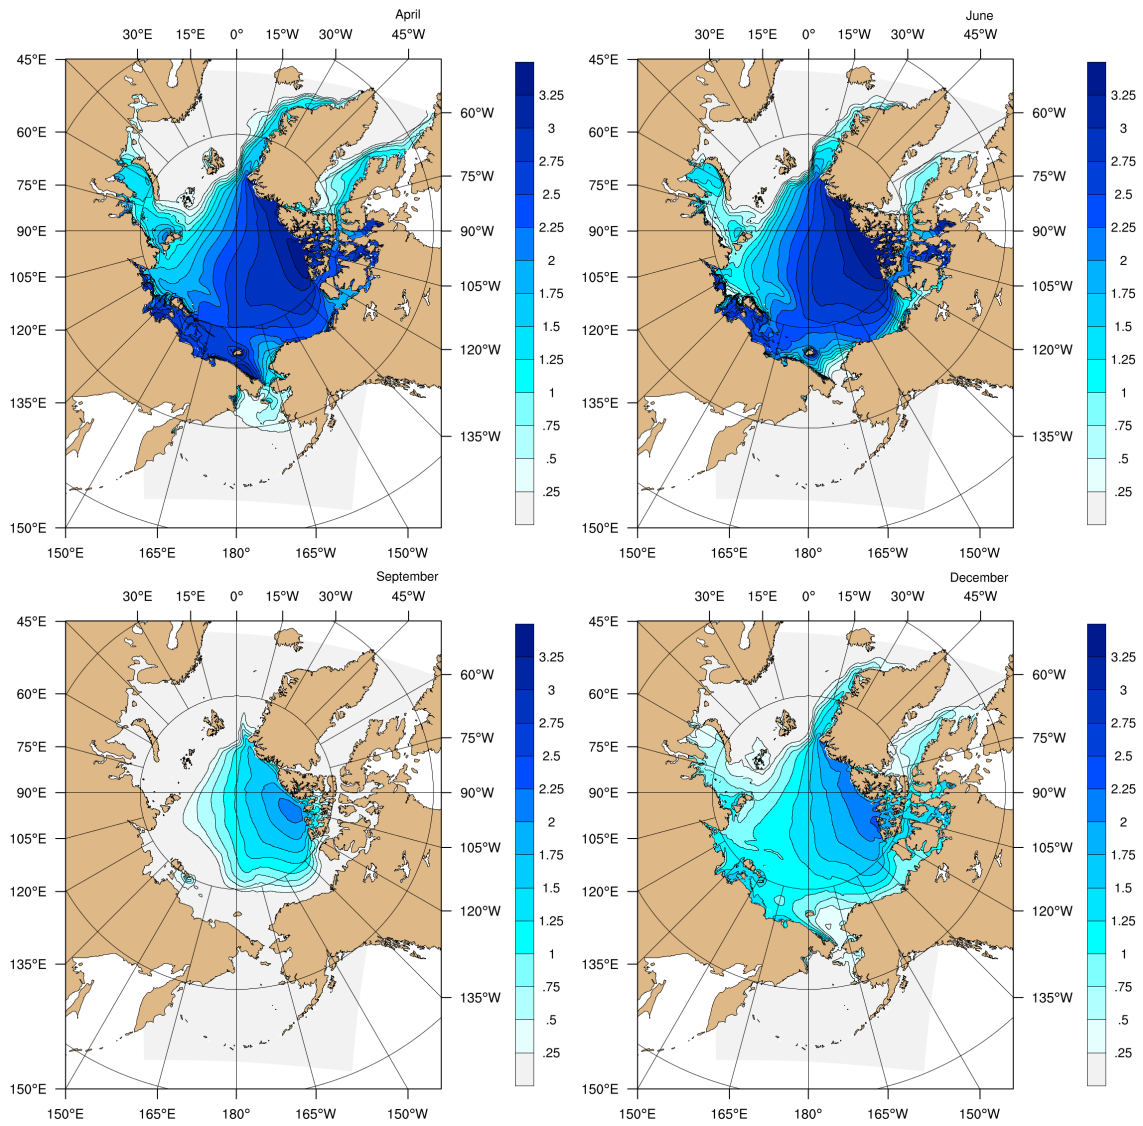 April
30°E 15°E 0° 15°W 30°W 45°W
45°E
60°E
75°E
90°E
105°E
120°E
135°E
150°E
60°W
75°W
90°W
105°W
120°W
135°W
150°E 165°E 180° 165°W 150°W
3.25
3
2.75
2.5
2.25
2
1.75
1.5
1.25
1
.75
.5
.25
June
30°E 15°E 0° 15°W 30°W 45°W
45°E
60°E
75°E
90°E
105°E
120°E
135°E
150°E
60°W
75°W
90°W
105°W
120°W
135°W
150°E 165°E 180° 165°W 150°W
3.25
3
2.75
2.5
2.25
2
1.75
1.5
1.25
1
.75
.5
.25
September
30°E 15°E 0° 15°W 30°W 45°W
45°E
60°E
75°E
90°E
105°E
120°E
135°E
150°E
60°W
75°W
90°W
105°W
120°W
135°W
150°E 165°E 180° 165°W 150°W
3.25
3
2.75
2.5
2.25
2
1.75
1.5
1.25
1
.75
.5
.25
December
30°E 15°E 0° 15°W 30°W 45°W
45°E
60°E
75°E
90°E
105°E
120°E
135°E
150°E
60°W
75°W
90°W
105°W
120°W
135°W
150°E 165°E 180° 165°W 150°W
3.25
3
2.75
2.5
2.25
2
1.75
1.5
1.25
1
.75
.5
.25